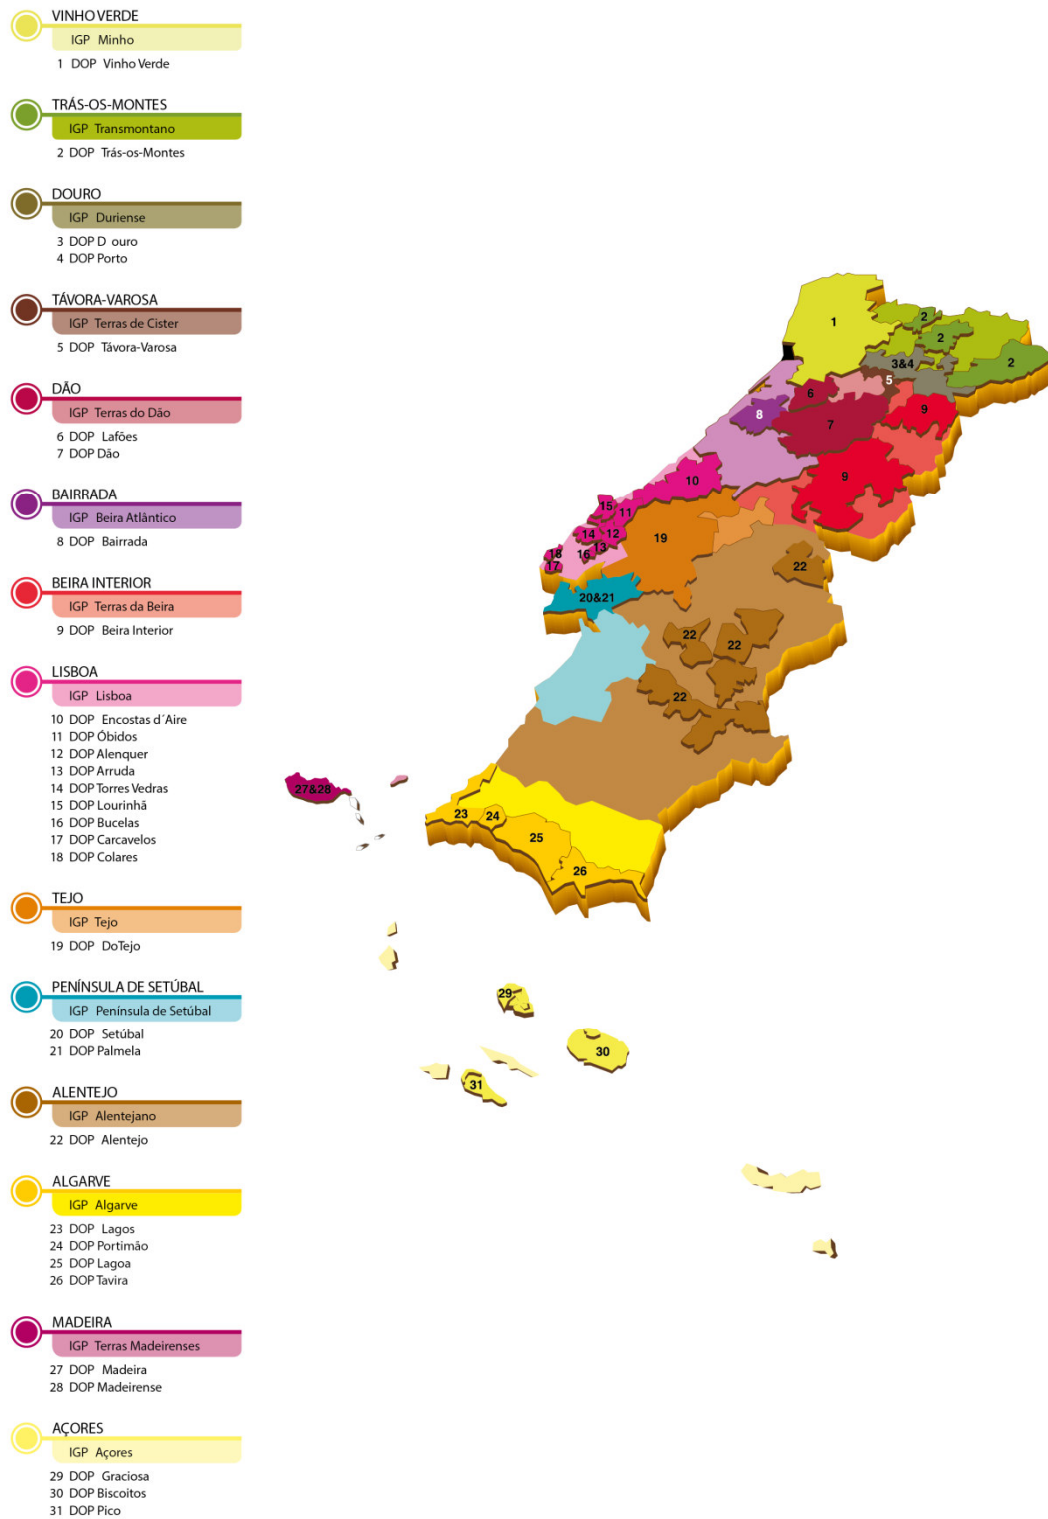 VINHO VERDE
IGP Minho
1 DOP Vinho Verde
TRÁS-OS-MONTES
IGP Transmontano
2 DOP Trás-os-Montes
DOURO
IGP Duriense
3 DOP D ouro
4 DOP Porto
TÁVORA-VAROSA
IGP Terras de Cister
5 DOP Távora-Varosa
DÃO
IGP Terras do Dão
6 DOP Lafões
7 DOP Dão
BAIRRADA
IGP Beira Atlântico
8 DOP Bairrada
BEIRA INTERIOR
IGP Terras da Beira
9 DOP Beira Interior
LISBOA
IGP Lisboa
10 DOP Encostas d´Aire
11 DOP Óbidos
12 DOP Alenquer
13 DOP Arruda
14 DOP Torres Vedras
15 DOP Lourinhã
16 DOP Bucelas
17 DOP Carcavelos
18 DOP Colares
TEJO
IGP Tejo
19 DOP DoTejo
PENÍNSULA DE SETÚBAL
IGP Península de Setúbal
20 DOP Setúbal
21 DOP Palmela
ALENTEJO
IGP Alentejano
22 DOP Alentejo
ALGARVE
IGP Algarve
23 DOP Lagos
24 DOP Portimão
25 DOP Lagoa
26 DOP Tavira
MADEIRA
IGP Terras Madeirenses
27 DOP Madeira
28 DOP Madeirense
AÇORES
IGP Açores
29 DOP Graciosa
30 DOP Biscoitos
31 DOP Pico
1
2
2
3&4
2
5
6
8
7
9
9
10
15
11
14
12
13
16
18
17
19
22
20&21
22
22
22
27&28
23
24
25
26
29
30
31